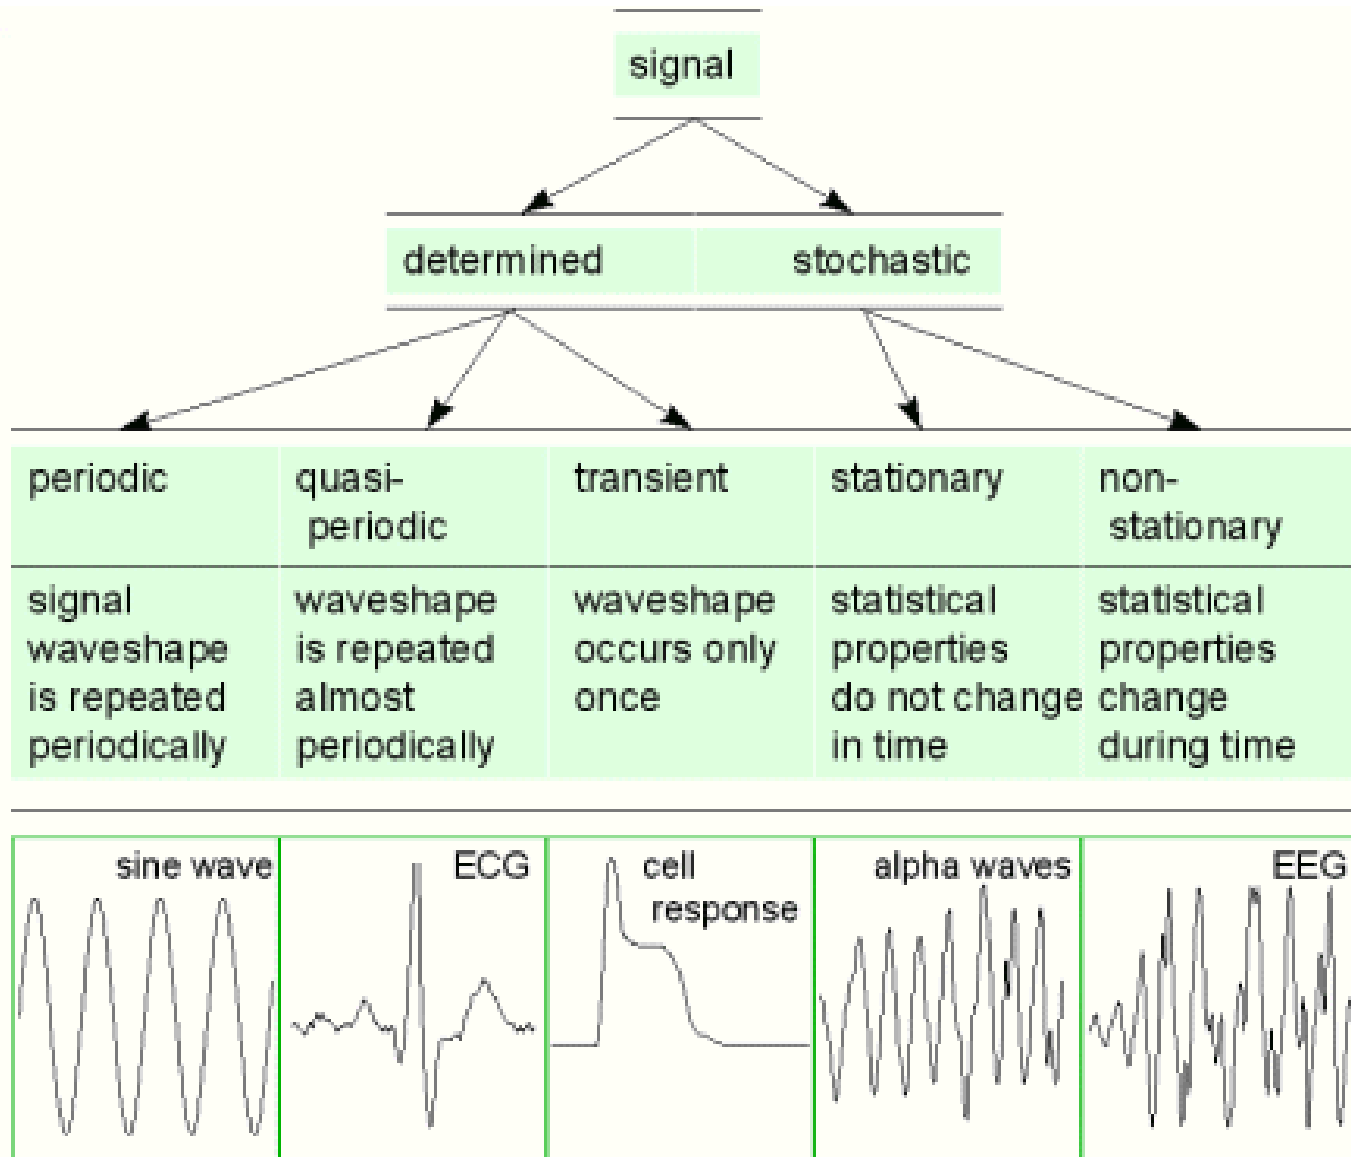 signal
determined
stochastic
periodic
quasi-
periodic
transient
stationary
non-
stationary
signal
waveshape
is repeated
periodically
waveshape
is repeated
almost
periodically
waveshape
occurs only
once
statistical
properties
do not change
in time
statistical
properties
change
during time
sine wave
ECG
cell
response
alpha waves
EEG